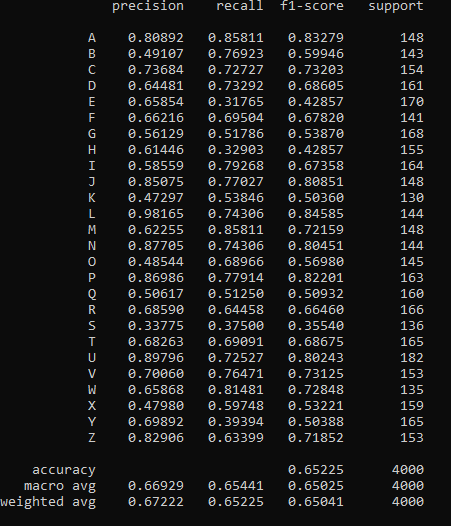 precision recall f1-score support
A 0.80892 0.85811 0.83279 148
B 0.49107 0.76923 0.59946 143
C 0.73684 0.72727 0.73203 154
D 0.64481 0.73292 0.68605 161
E 0.65854 0.31765 0.42857 170
F 0.66216 0.69504 0.67820 141
G 0.56129 0.51786 0.53870 168
H 0.61446 0.32903 0.42857 155
I 0.58559 0.79268 0.67358 164
J 0.85075 0.77027 0.80851 148
K 0.47297 0.53846 0.50360 130
L 0.98165 0.74306 0.84585 144
M 0.62255 0.85811 0.72159 148
N 0.87705 0.74306 0.80451 144
O 0.48544 0.68966 0.56980 145
P 0.86986 0.77914 0.82201 163
Q 0.50617 0.51250 0.50932 160
R 0.68590 0.64458 0.66460 166
S 0.33775 0.37500 0.35540 136
T 0.68263 0.69091 0.68675 165
U 0.89796 0.72527 0.80243 182
V 0.70060 0.76471 0.73125 153
W 0.65868 0.81481 0.72848 135
X 0.47980 0.59748 0.53221 159
Y 0.69892 0.39394 0.50388 165
Z 0.82906 0.63399 0.71852 153
accuracy 0.65225 4000
macro avg 0.66929 0.65441 0.65025 4000
weighted avg 0.67222 0.65225 0.65041 4000